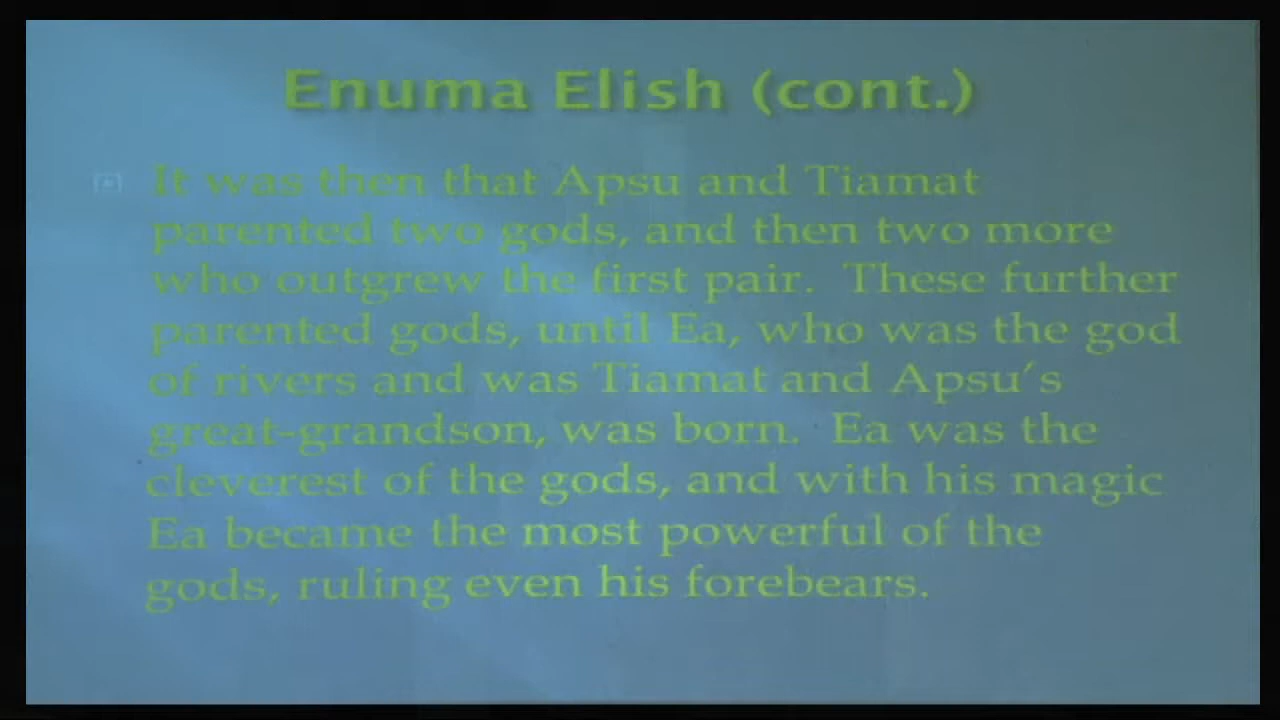 Enuma Elish (cont.)
It was then that Apsu and Tiamat
parented two gods, and then two more
who outgrew the first pair.  These further
parented gods, until Ea, who was the god
of rivers and was Tiamat and Apsu's
great-grandson, was born.  Ea was the
cleverest of the gods, and with his magic
Ea became the most powerful of the
gods, ruling even his forebears.